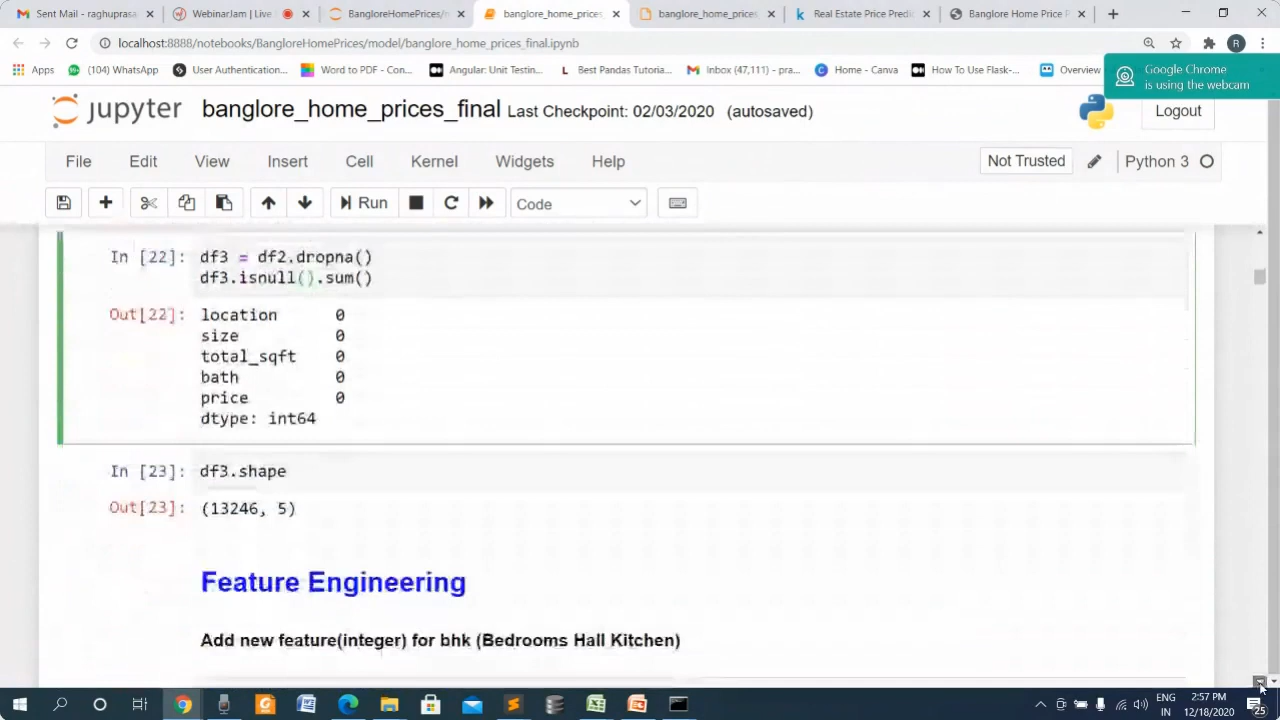 Sent Mail - raghuprasa
WebinarJam | Live
BangloreHomePrices/m
banglore_home_prices
banglore_home_prices
Real Estate Price Predi
Banglore Home Price P
localhost:8888/notebooks/BangloreHomePrices/model/banglore_home_prices_final.ipynb
R
Apps
(104) WhatsApp
User Authentication...
Word to PDF - Con...
Angular: Unit Testin...
Best Pandas Tutoria...
Inbox (47,111) - pra...
Home - Canva
How To Use Flask-...
Overview
Google Chrome
is using the webcam
jupyter banglore_home_prices_final Last Checkpoint: 02/03/2020 (autosaved)
Logout
File Edit View Insert Cell Kernel Widgets Help
Not Trusted
Python 3
Run
Code
In [22]: df3 = df2.dropna()
df3.isnull().sum()
Out[22]: location 0
size 0
total_sqft 0
bath 0
price 0
dtype: int64
In [23]: df3.shape
Out[23]: (13246, 5)
Feature Engineering
Add new feature(integer) for bhk (Bedrooms Hall Kitchen)
ENG
IN
2:57 PM
12/18/2020
25